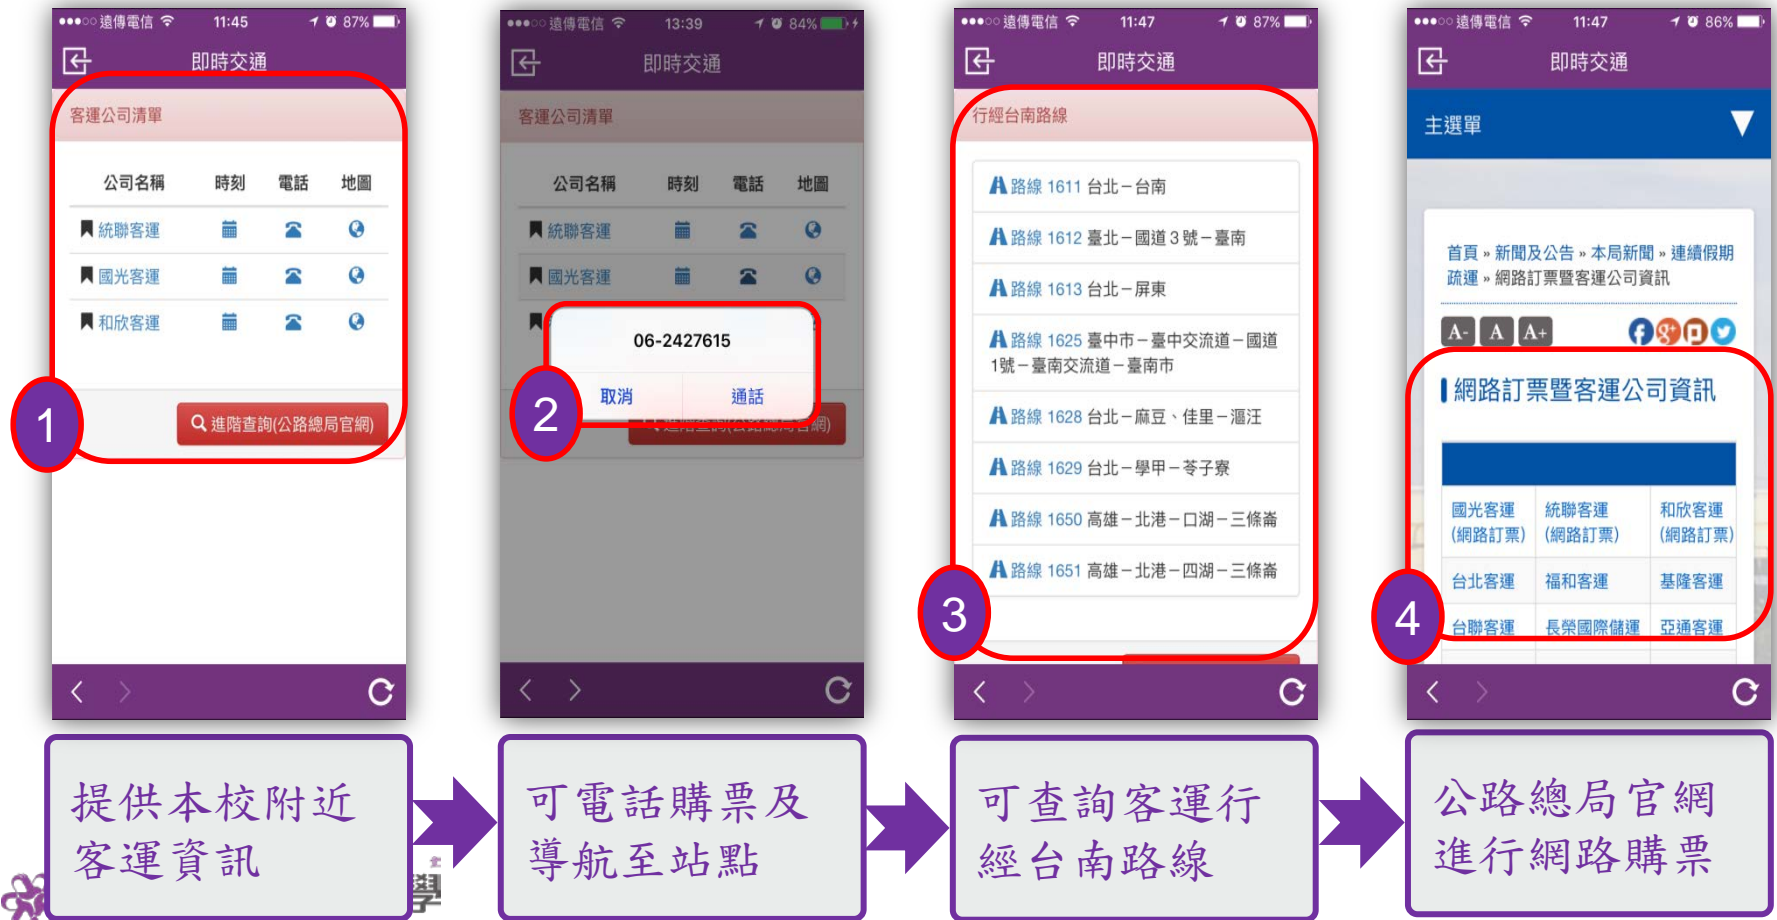 遠傳電信 11:45 87%
即時交通
客運公司清單
公司名稱 時刻 電話 地圖
統聯客運
國光客運
和欣客運
進階查詢(公路總局官網)
1
提供本校附近
客運資訊
遠傳電信 13:39 84%
即時交通
客運公司清單
公司名稱 時刻 電話 地圖
統聯客運
國光客運
06-2427615
取消 通話
進階查詢(公路總局官網)
2
可電話購票及
導航至站點
遠傳電信 11:47 87%
即時交通
行經台南路線
路線 1611 台北－台南
路線 1612 臺北－國道３號－臺南
路線 1613 台北－屏東
路線 1625 臺中市－臺中交流道－國道
1號－臺南交流道－臺南市
路線 1628 台北－麻豆、佳里－漚汪
路線 1629 台北－學甲－苓子寮
路線 1650 高雄－北港－口湖－三條崙
路線 1651 高雄－北港－四湖－三條崙
3
可查詢客運行
經台南路線
遠傳電信 11:47 86%
即時交通
主選單
首頁 » 新聞及公告 » 本局新聞 » 連續假期
疏運 » 網路訂票暨客運公司資訊
A- A A+
網路訂票暨客運公司資訊
國光客運 統聯客運 和欣客運
(網路訂票) (網路訂票) (網路訂票)
台北客運 福和客運 基隆客運
台聯客運 長榮國際儲運 亞通客運
4
公路總局官網
進行網路購票
學